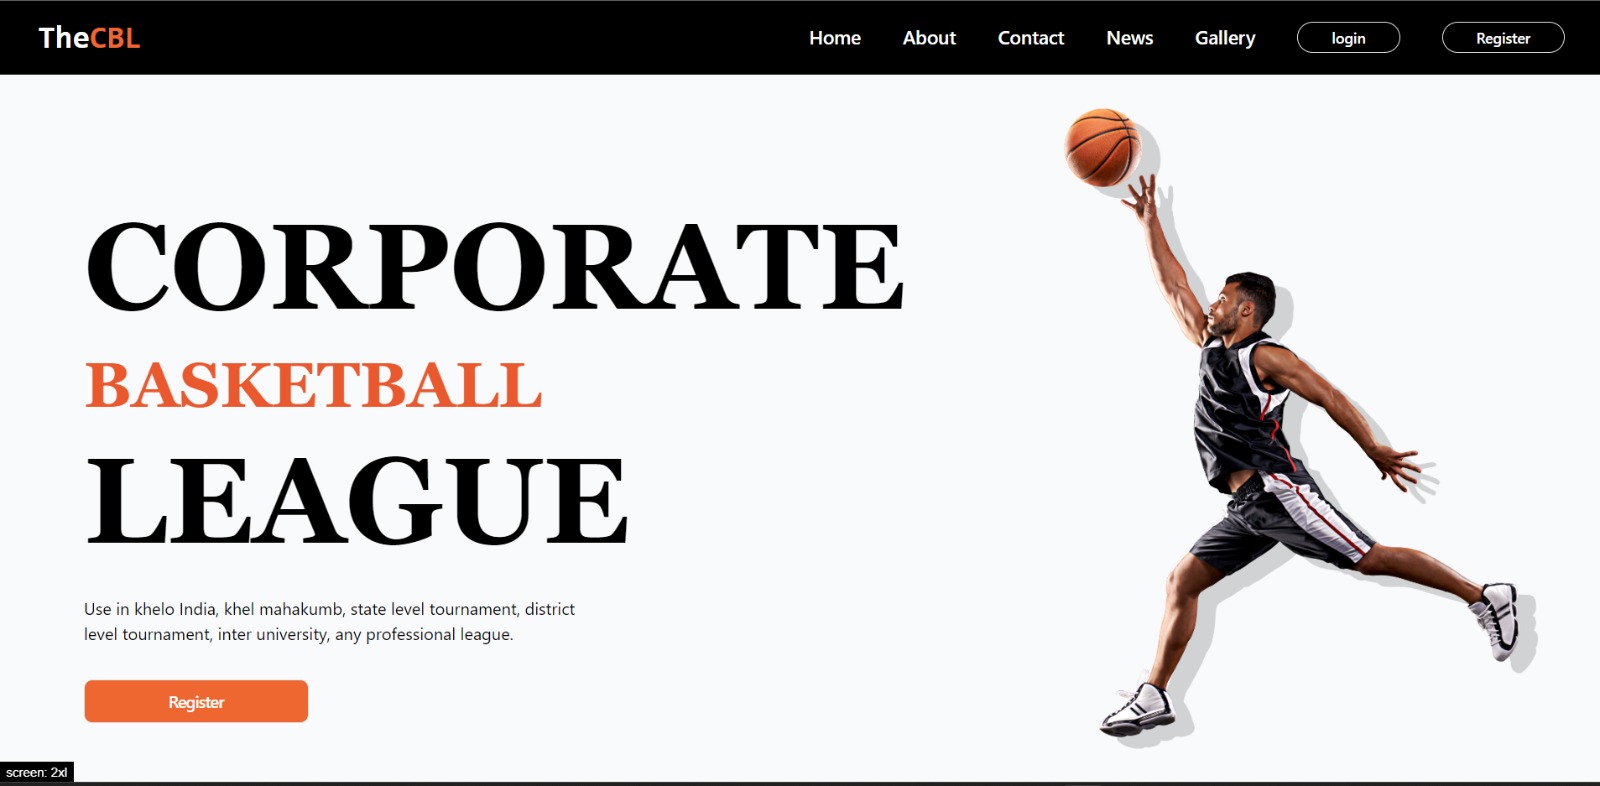 TheCBL
Home About Contact News Gallery login Register
CORPORATE
BASKETBALL
LEAGUE
Use in khelo India, khel mahakumb, state level tournament, district
level tournament, inter university, any professional league.
Register
screen: 2xl